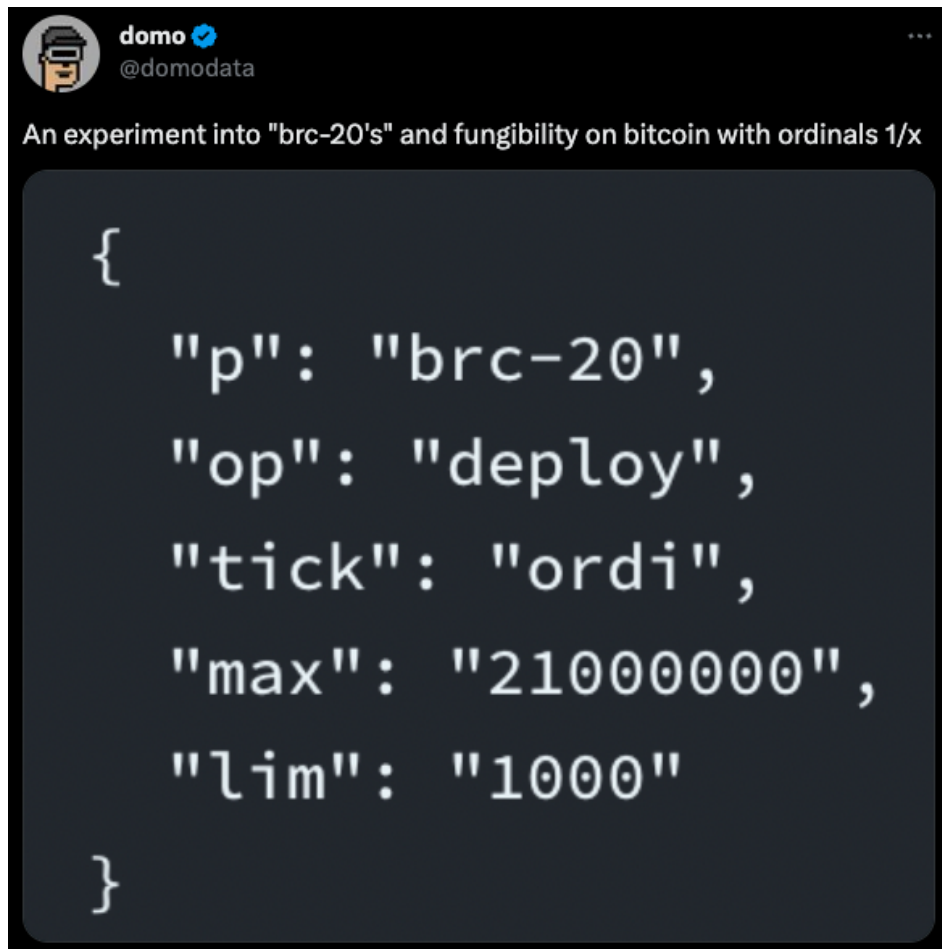 domo
@domodata
An experiment into "brc-20's" and fungibility on bitcoin with ordinals 1/x
{
"p": "brc-20",
"op": "deploy",
"tick": "ordi",
"max": "21000000",
"lim": "1000"
}